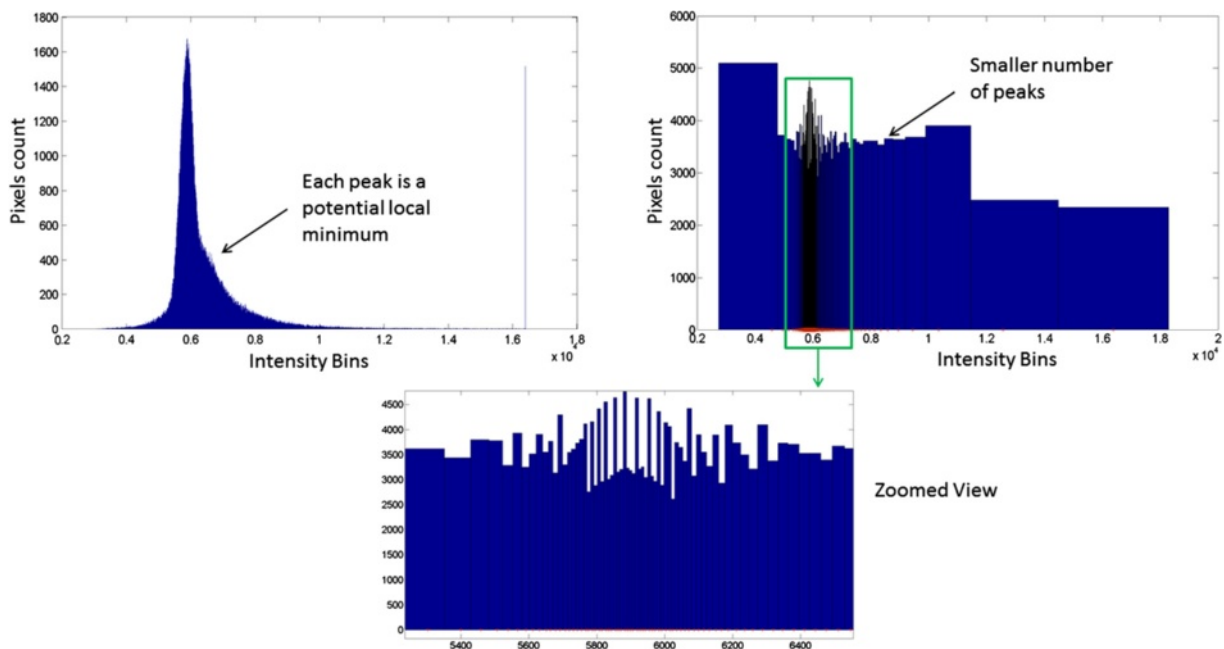 1800
1600
1400
1200
1000
800
600
400
200
0
Pixels count
Each peak is a
potential local
minimum
0.2 0.4 0.6 0.8 1 1.2 1.4 1.6 1.8
x 10⁴
Intensity Bins
6000
5000
4000
3000
2000
1000
0
Pixels count
Smaller number
of peaks
0.2 0.4 0.6 0.8 1 1.2 1.4 1.6 1.8 2
x 10⁴
Intensity Bins
4500
4000
3500
3000
2500
2000
1500
1000
500
0
5400 5600 5800 6000 6200 6400
Zoomed View